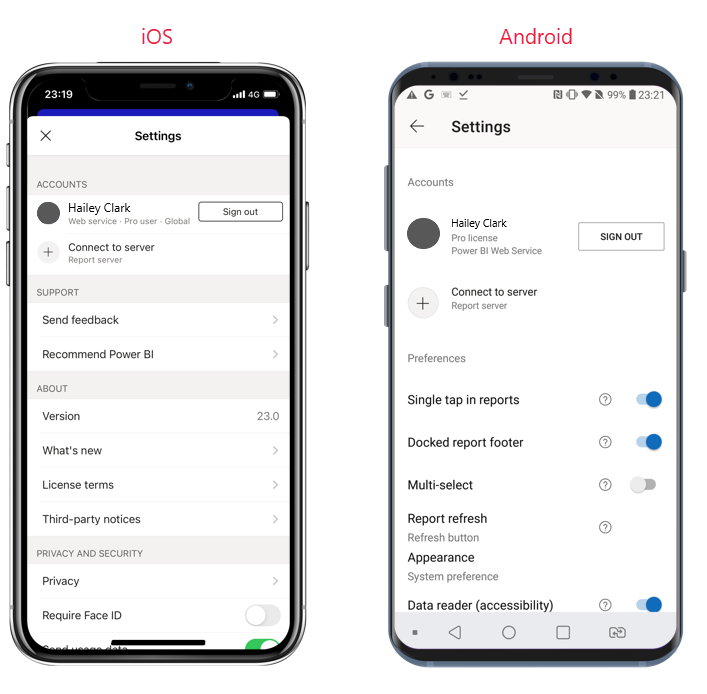 iOS
23:19
4G
Settings
ACCOUNTS
Hailey Clark
Web service · Pro user · Global
Sign out
Connect to server
Report server
SUPPORT
Send feedback
Recommend Power BI
ABOUT
Version
23.0
What's new
License terms
Third-party notices
PRIVACY AND SECURITY
Privacy
Require Face ID
Send usage data
Android
G
99%
23:21
Settings
Accounts
Hailey Clark
Pro license
Power BI Web Service
SIGN OUT
Connect to server
Report server
Preferences
Single tap in reports
?
Docked report footer
?
Multi-select
?
Report refresh
?
Refresh button
Appearance
System preference
Data reader (accessibility)
?